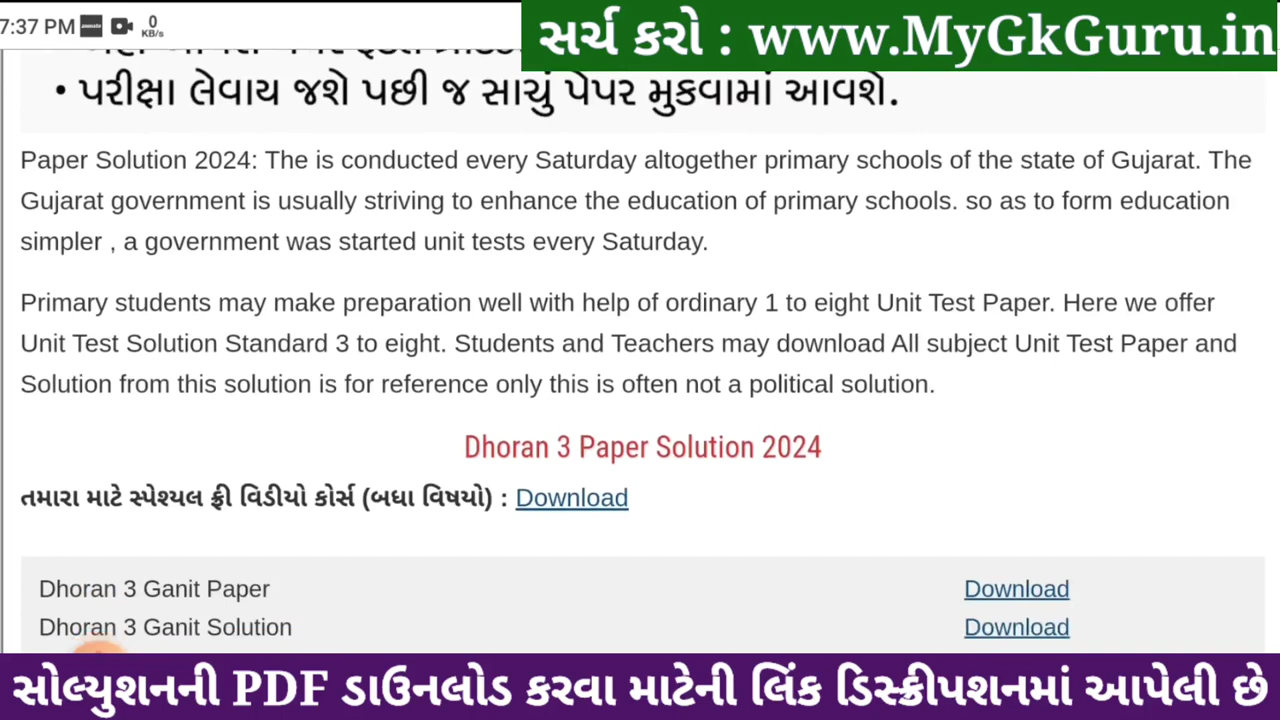 7:37 PM 0 KB/s
સર્ચ કરો : www.MyGkGuru.in
• પરીક્ષા લેવાય જશે પછી જ સાચું પેપર મુકવામાં આવશે.
Paper Solution 2024: The is conducted every Saturday altogether primary schools of the state of Gujarat. The
Gujarat government is usually striving to enhance the education of primary schools. so as to form education
simpler , a government was started unit tests every Saturday.
Primary students may make preparation well with help of ordinary 1 to eight Unit Test Paper. Here we offer
Unit Test Solution Standard 3 to eight. Students and Teachers may download All subject Unit Test Paper and
Solution from this solution is for reference only this is often not a political solution.
Dhoran 3 Paper Solution 2024
તમારા માટે સ્પેશ્યલ ફ્રી વિડીયો કોર્સ (બધા વિષયો) : Download
Dhoran 3 Ganit Paper Download
Dhoran 3 Ganit Solution Download
સોલ્યુશનની PDF ડાઉનલોડ કરવા માટેની લિંક ડિસ્ક્રીપશનમાં આપેલી છે